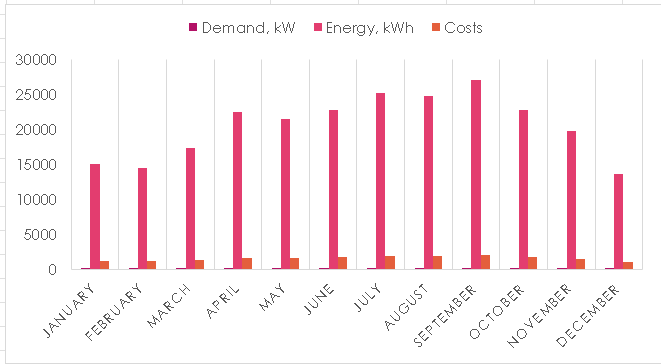 Demand, kW Energy, kWh Costs
30000
25000
20000
15000
10000
5000
0
JANUARY
FEBRUARY
MARCH
APRIL
MAY
JUNE
JULY
AUGUST
SEPTEMBER
OCTOBER
NOVEMBER
DECEMBER